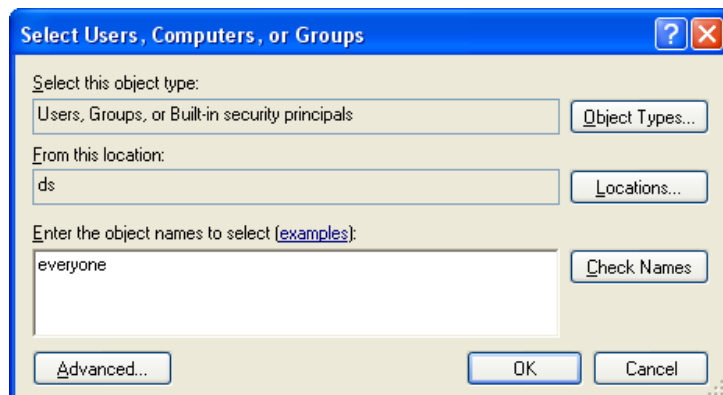 Select Users, Computers, or Groups
Select this object type:
Users, Groups, or Built-in security principals
Object Types...
From this location:
ds
Locations...
Enter the object names to select (examples):
everyone
Check Names
Advanced...
OK
Cancel